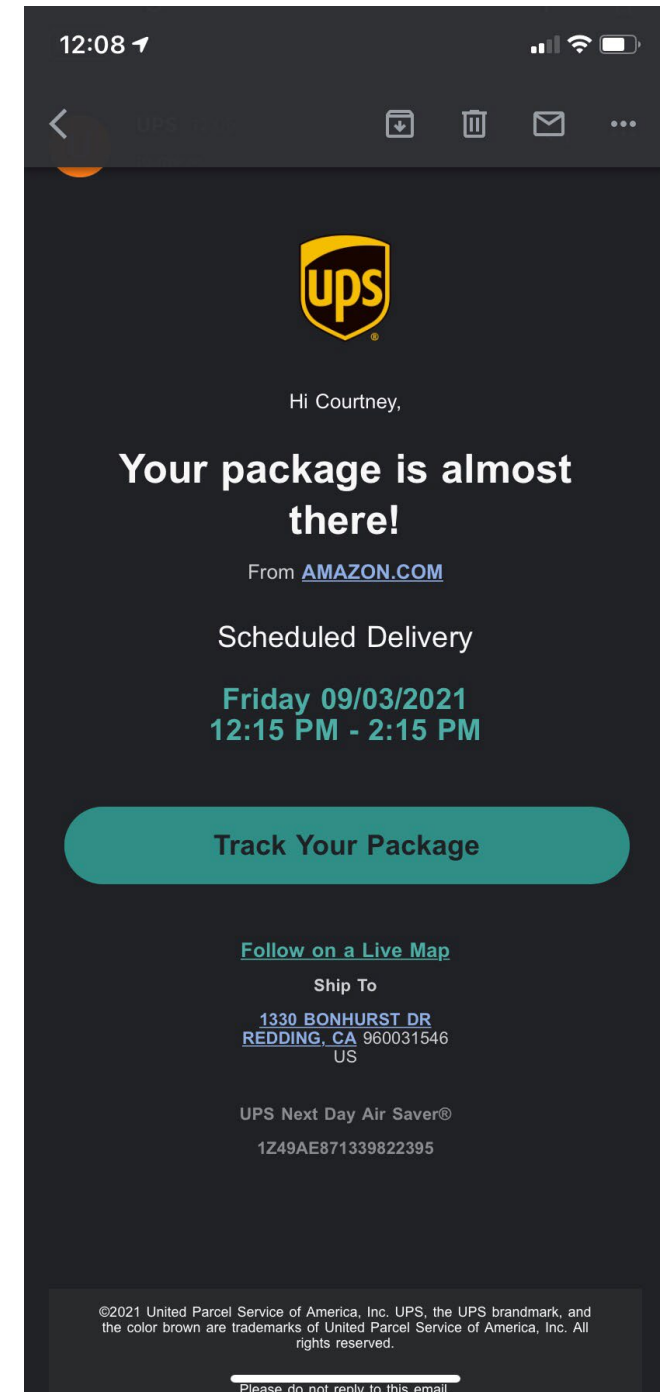 12:08
ups
Hi Courtney,
Your package is almost
there!
From AMAZON.COM
Scheduled Delivery
Friday 09/03/2021
12:15 PM - 2:15 PM
Track Your Package
Follow on a Live Map
Ship To
1330 BONHURST DR
REDDING, CA 960031546
US
UPS Next Day Air Saver®
1Z49AE871339822395
©2021 United Parcel Service of America, Inc. UPS, the UPS brandmark, and
the color brown are trademarks of United Parcel Service of America, Inc. All
rights reserved.
Please do not reply to this email